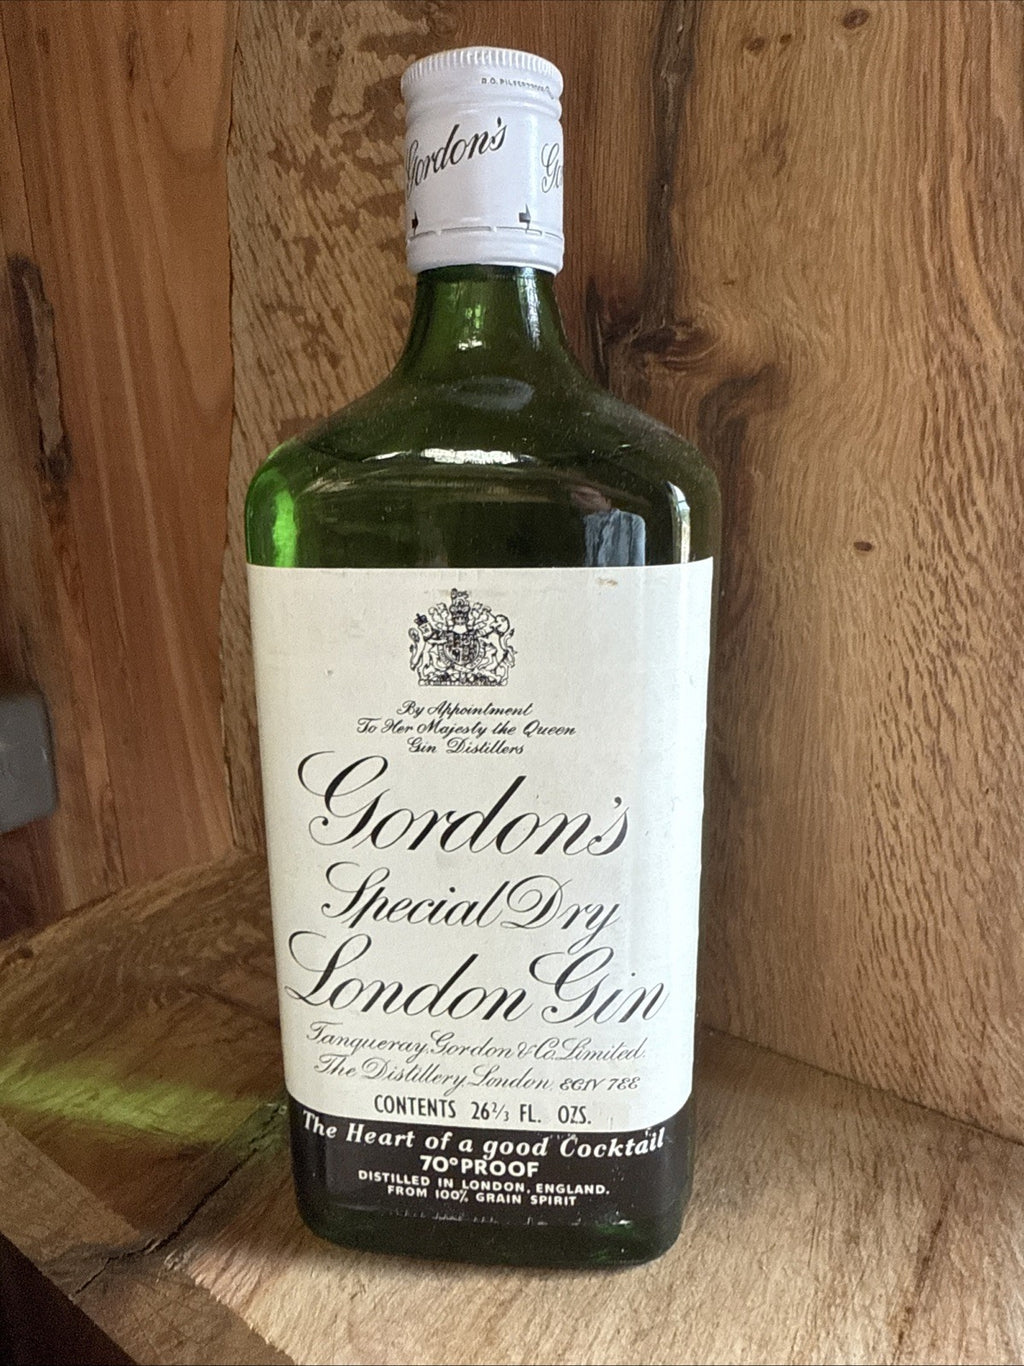 Gordon's
By Appointment
To Her Majesty the Queen
Gin Distillers
Gordon's
Special Dry
London Gin
Tanqueray, Gordon & Co. Limited.
The Distillery, London, EC1V 7EE
CONTENTS 26 2/3 FL. OZS.
The Heart of a good Cocktail
70° PROOF
DISTILLED IN LONDON, ENGLAND.
FROM 100% GRAIN SPIRIT